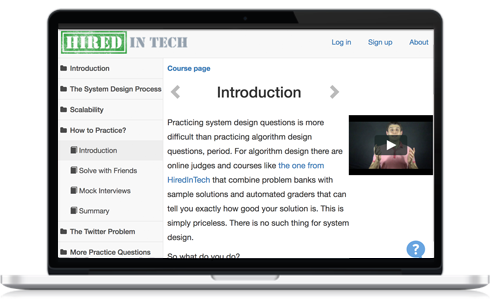 HIRED IN TECH
Log in
Sign up
About
Introduction
The System Design Process
Scalability
How to Practice?
Introduction
Solve with Friends
Mock Interviews
Summary
The Twitter Problem
More Practice Questions
Course page
Introduction
Practicing system design questions is more
difficult than practicing algorithm design
questions, period. For algorithm design there are
online judges and courses like the one from
HiredInTech that combine problem banks with
sample solutions and automated graders that can
tell you exactly how good your solution is. This is
simply priceless. There is no such thing for system
design.
So what do you do?
?